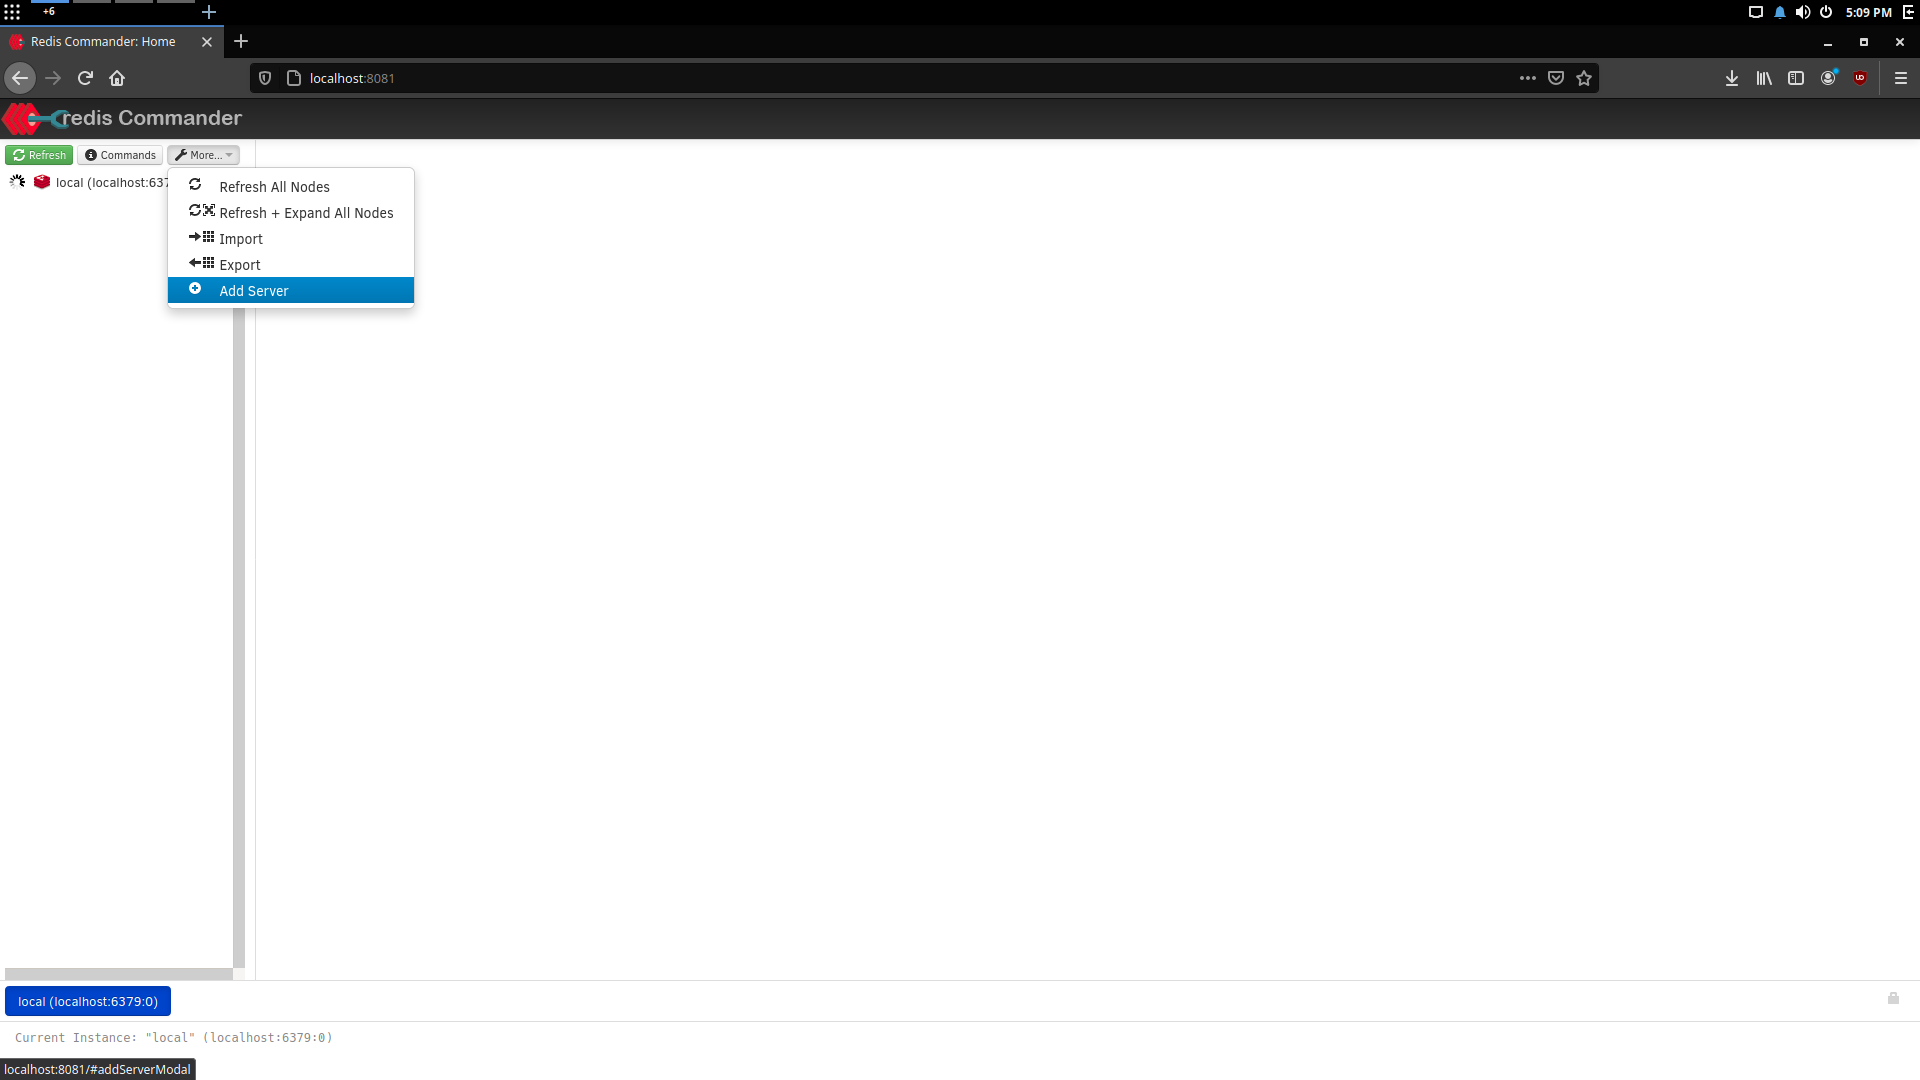 +6
5:09 PM
Redis Commander: Home
localhost:8081
redis Commander
Refresh
Commands
More...
local (localhost:637
Refresh All Nodes
Refresh + Expand All Nodes
Import
Export
Add Server
local (localhost:6379:0)
Current Instance: "local" (localhost:6379:0)
localhost:8081/#addServerModal